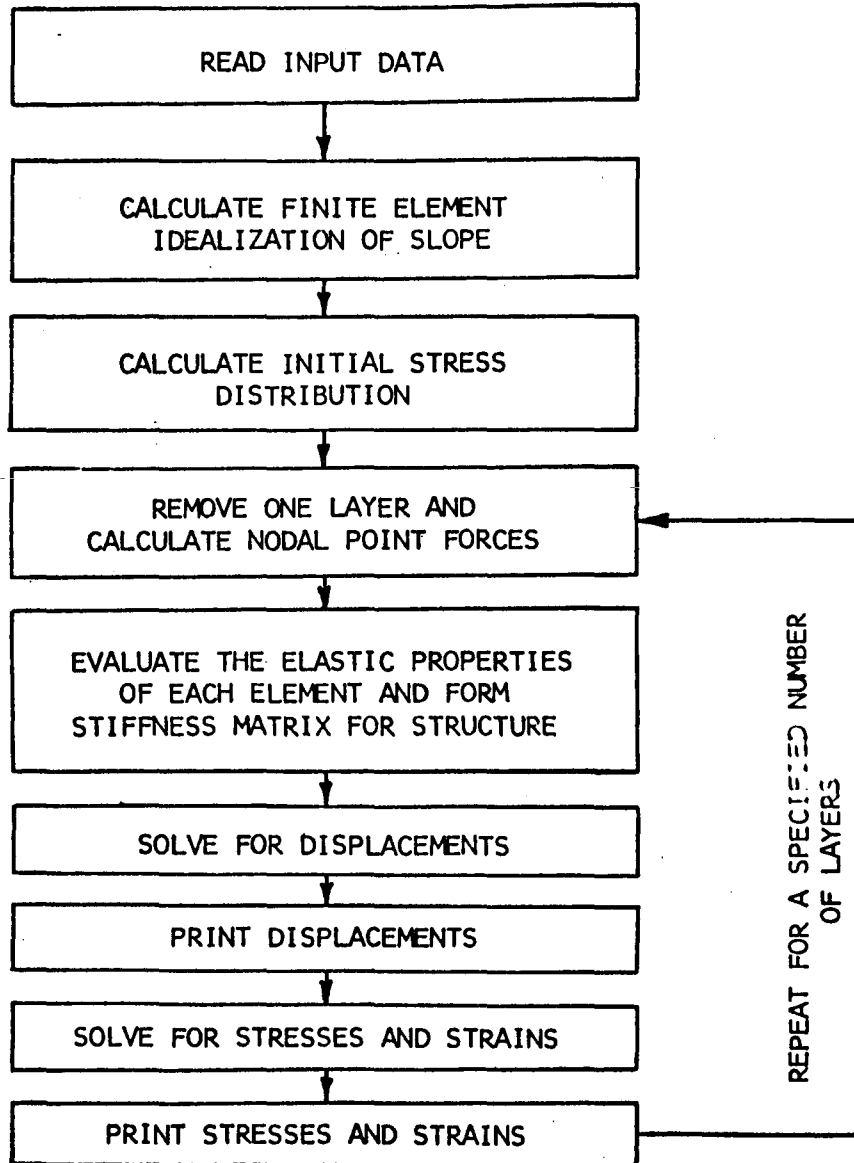 READ INPUT DATA
CALCULATE FINITE ELEMENT
IDEALIZATION OF SLOPE
CALCULATE INITIAL STRESS
DISTRIBUTION
REMOVE ONE LAYER AND
CALCULATE NODAL POINT FORCES
EVALUATE THE ELASTIC PROPERTIES
OF EACH ELEMENT AND FORM
STIFFNESS MATRIX FOR STRUCTURE
SOLVE FOR DISPLACEMENTS
PRINT DISPLACEMENTS
SOLVE FOR STRESSES AND STRAINS
PRINT STRESSES AND STRAINS
REPEAT FOR A SPECIFIED NUMBER
OF LAYERS